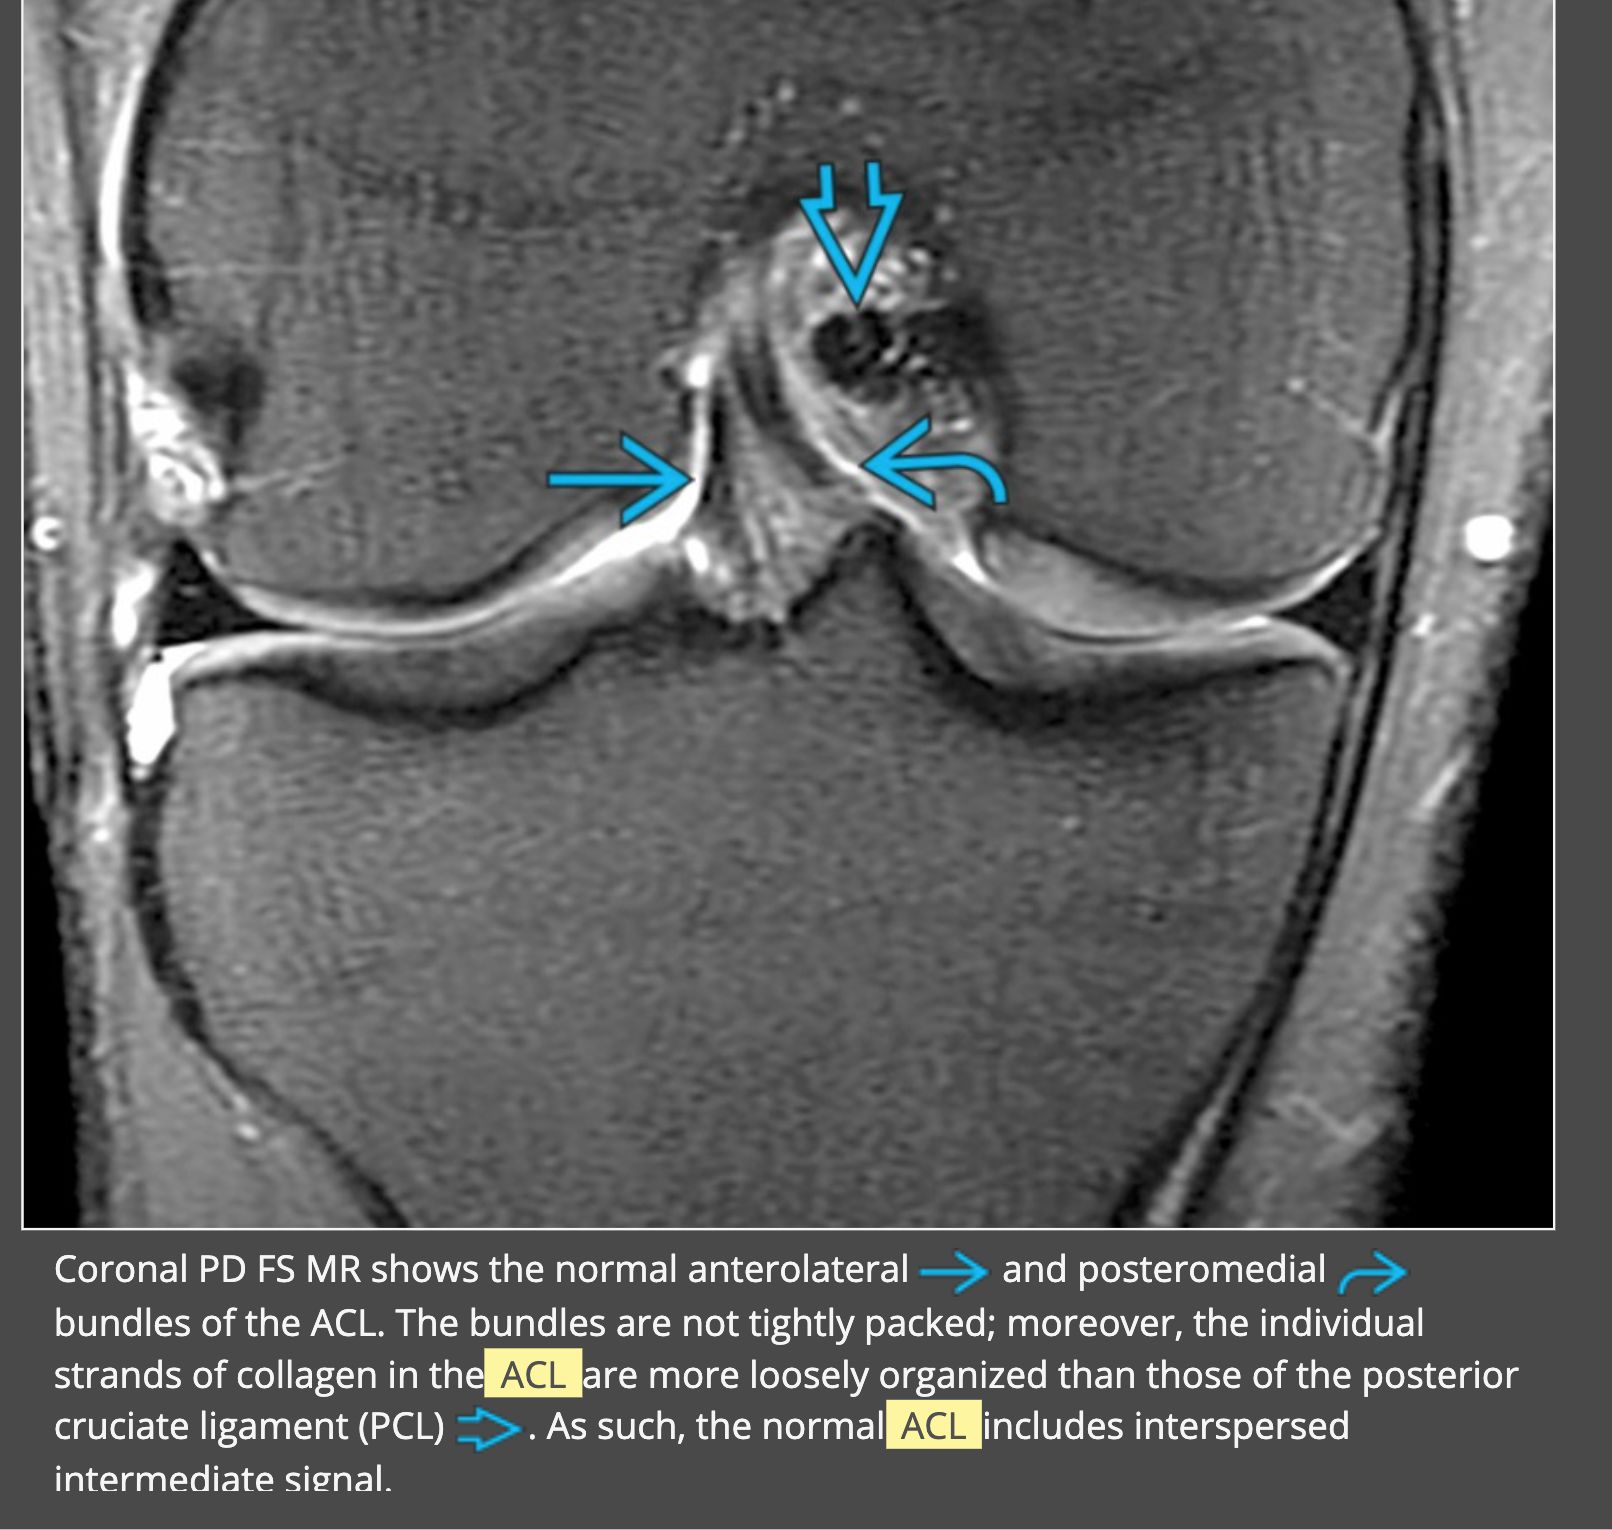 Coronal PD FS MR shows the normal anterolateral and posteromedial
bundles of the ACL. The bundles are not tightly packed; moreover, the individual
strands of collagen in the ACL are more loosely organized than those of the posterior
cruciate ligament (PCL) . As such, the normal ACL includes interspersed
intermediate signal.